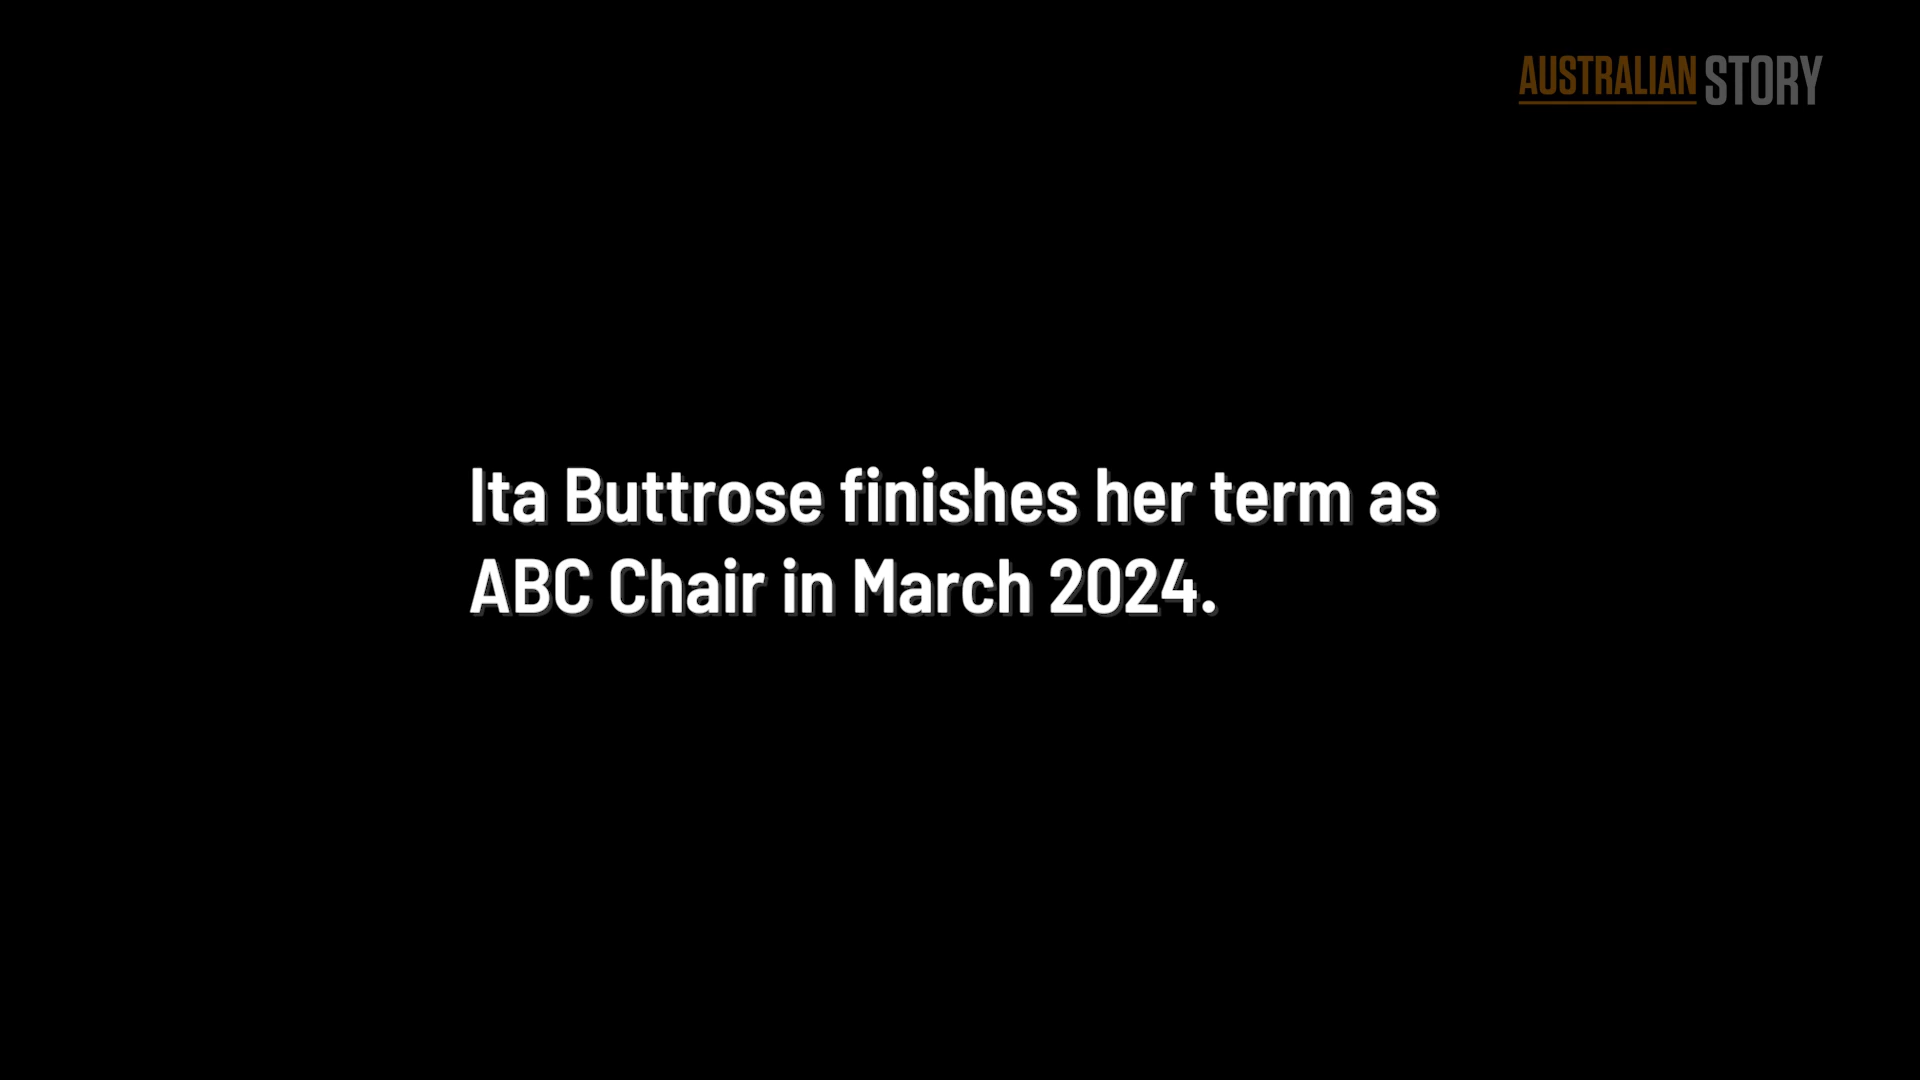 AUSTRALIAN STORY
Ita Buttrose finishes her term as
ABC Chair in March 2024.